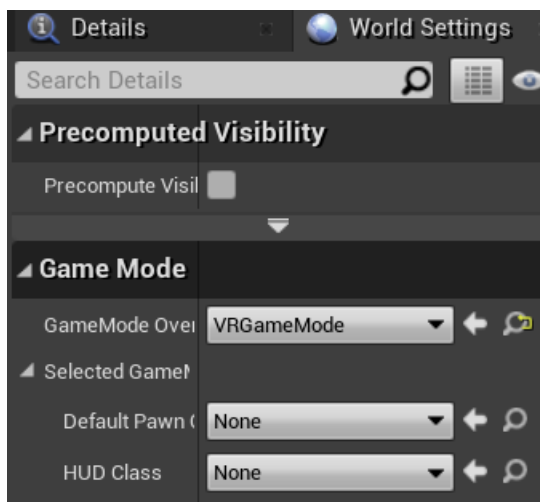 Details
World Settings
Search Details
Precomputed Visibility
Precompute Visil
Game Mode
GameMode Over
VRGameMode
Selected GameM
Default Pawn C
None
HUD Class
None